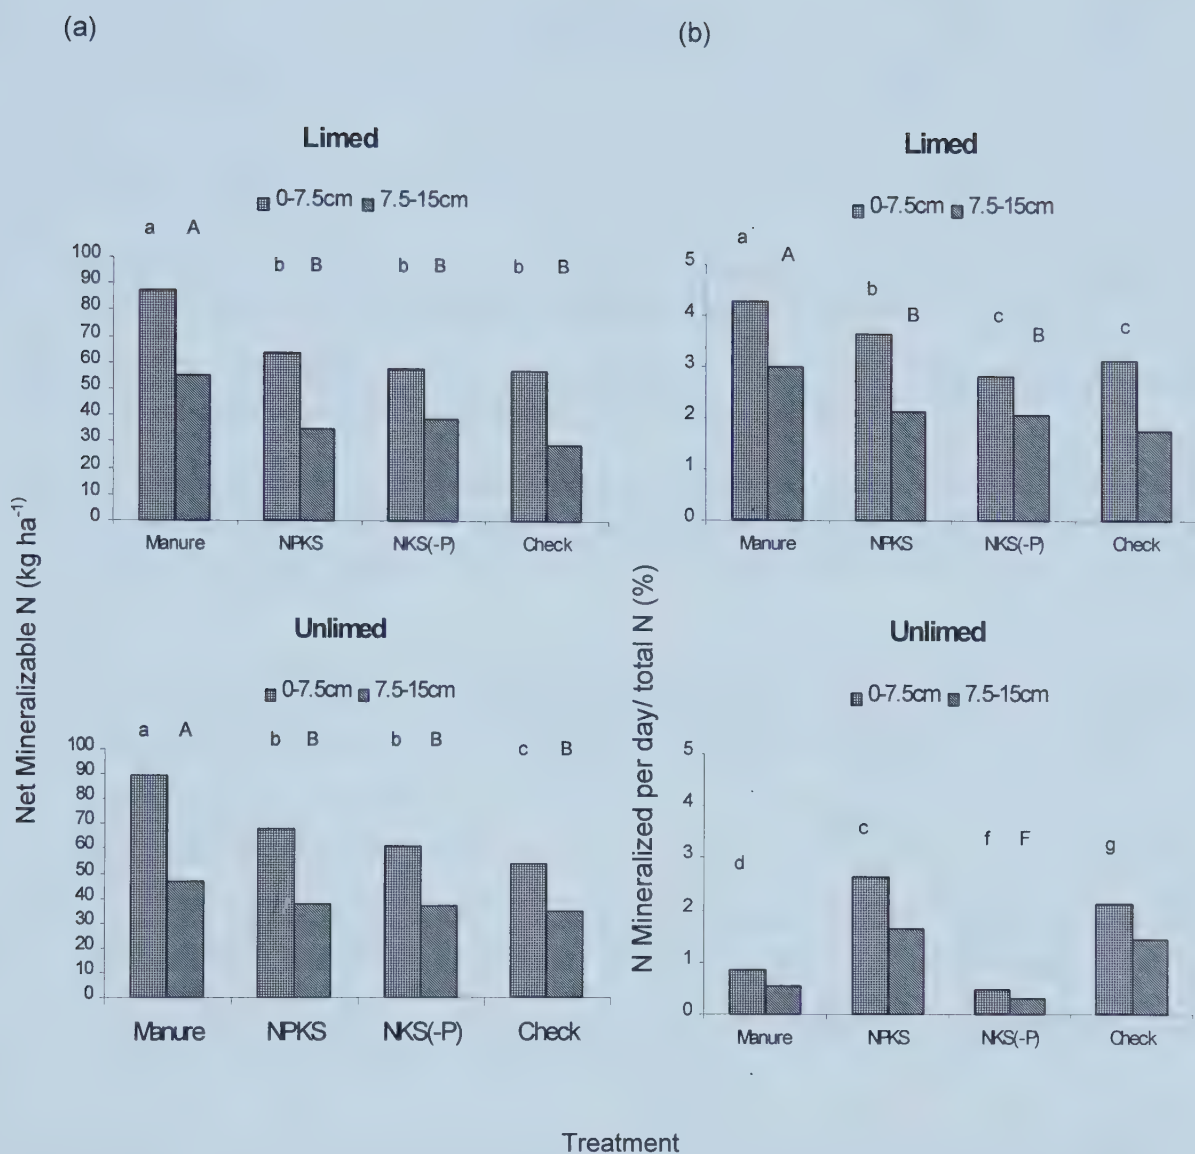 (a)
Limed
0-7.5cm 7.5-15cm
a A b B b B b B
100
90
80
70
60
50
40
30
20
10
0
Manure NPKS NKS(-P) Check
Unlimed
0-7.5cm 7.5-15cm
a A b B b B c B
100
90
80
70
60
50
40
30
20
10
0
Manure NPKS NKS(-P) Check
Net Mineralizable N (kg ha⁻¹)
(b)
Limed
0-7.5cm 7.5-15cm
a A b B c B c
5
4
3
2
1
0
Manure NPKS NKS(-P) Check
Unlimed
0-7.5cm 7.5-15cm
d c f F g
5
4
3
2
1
0
Manure NPKS NKS(-P) Check
N Mineralized per day/ total N (%)
Treatment